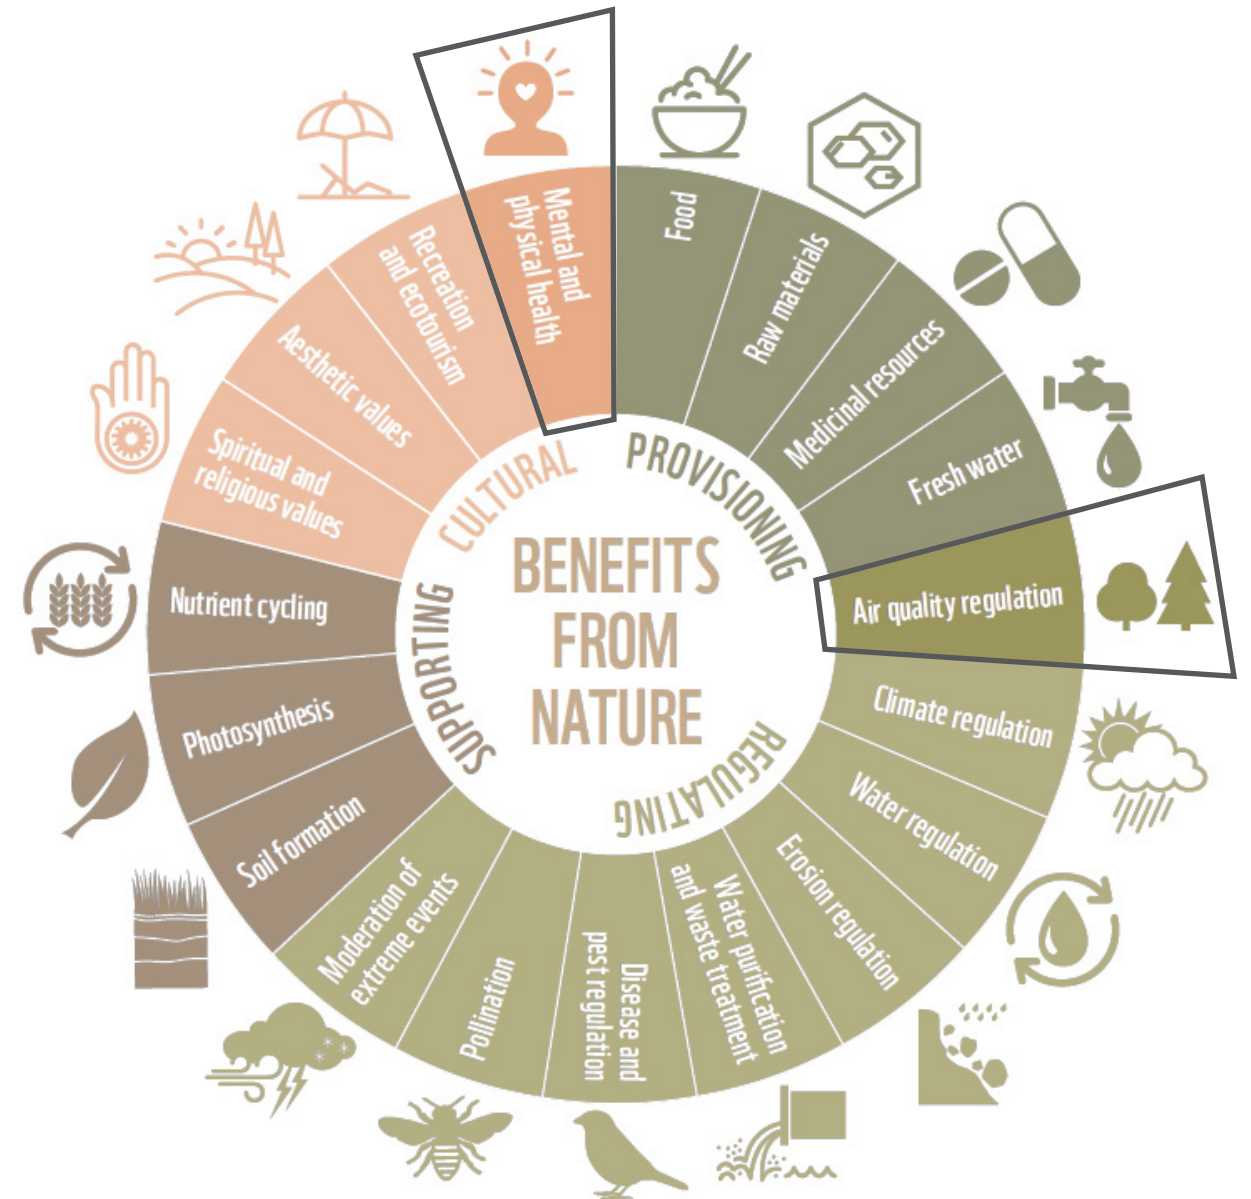 BENEFITS
FROM
NATURE
PROVISIONING
Food
Raw materials
Medicinal resources
Fresh water
REGULATING
Air quality regulation
Climate regulation
Water regulation
Erosion regulation
Water purification
and waste treatment
Disease and
pest regulation
Pollination
Moderation of
extreme events
SUPPORTING
Soil formation
Photosynthesis
Nutrient cycling
CULTURAL
Spiritual and
religious values
Aesthetic values
Recreation
and ecotourism
Mental and
physical health